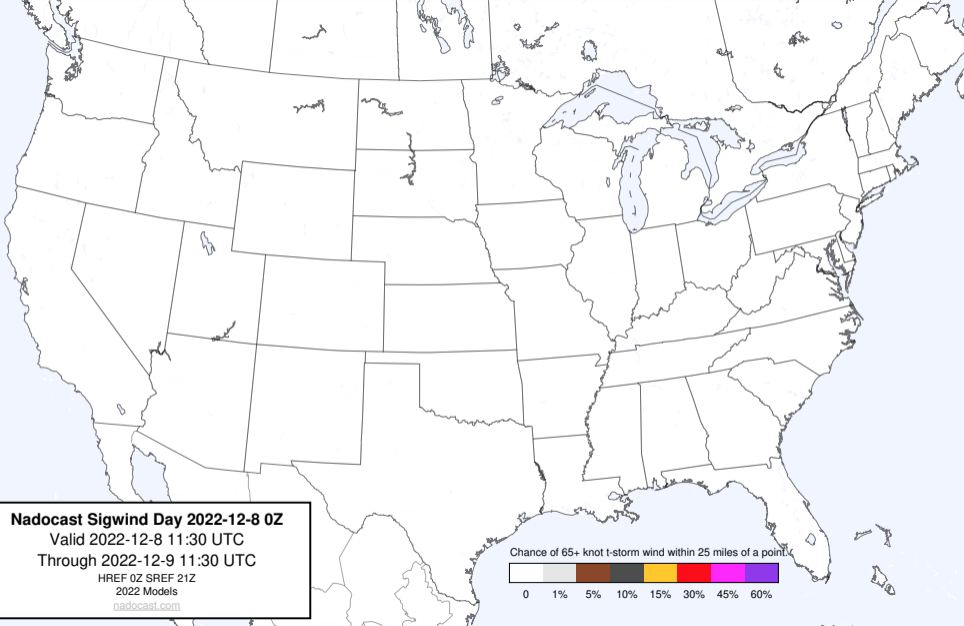 Nadocast Sigwind Day 2022-12-8 0Z
Valid 2022-12-8 11:30 UTC
Through 2022-12-9 11:30 UTC
HREF 0Z SREF 21Z
2022 Models
nadocast.com
Chance of 65+ knot t-storm wind within 25 miles of a point.
0 1% 5% 10% 15% 30% 45% 60%